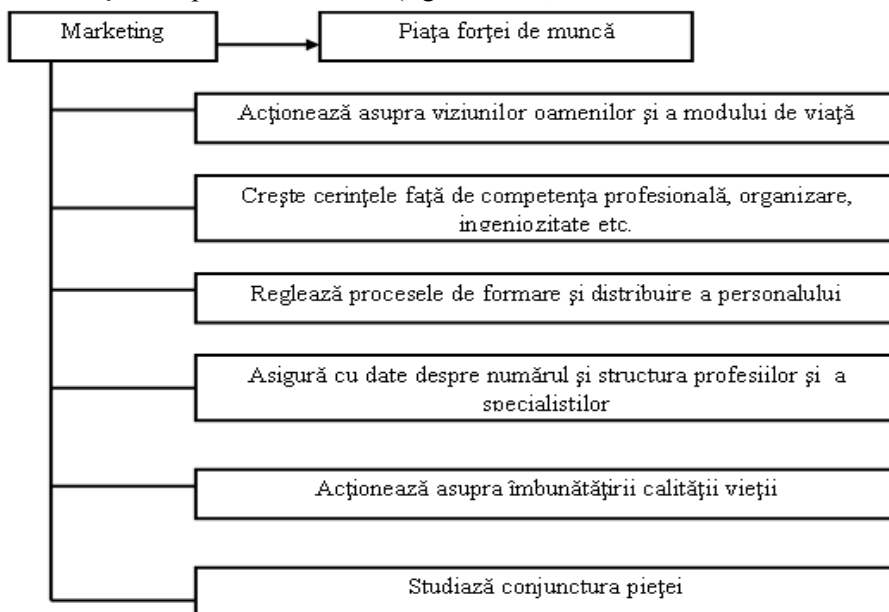 Marketing
Piaţa forţei de muncă
Acţionează asupra viziunilor oamenilor şi a modului de viaţă
Creşte cerinţele faţă de competenţa profesională, organizare,
ingeniozitate etc.
Reglează procesele de formare şi distribuire a personalului
Asigură cu date despre numărul şi structura profesiilor şi a
specialistilor
Acţionează asupra îmbunătăţirii calităţii vieţii
Studiază conjunctura pieţei